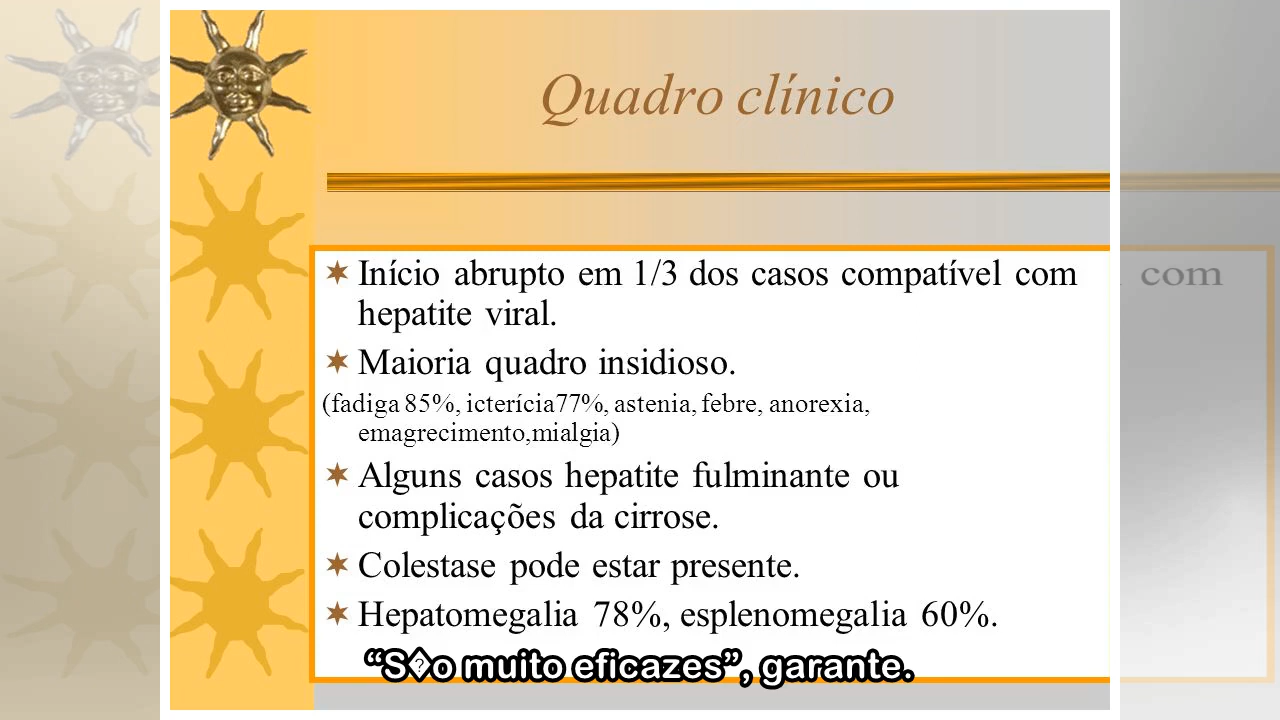 Quadro clínico
Início abrupto em 1/3 dos casos compatível com
hepatite viral.
Maioria quadro insidioso.
(fadiga 85%, icterícia77%, astenia, febre, anorexia,
emagrecimento,mialgia)
Alguns casos hepatite fulminante ou
complicações da cirrose.
Colestase pode estar presente.
Hepatomegalia 78%, esplenomegalia 60%.
“S�o muito eficazes”, garante.
com